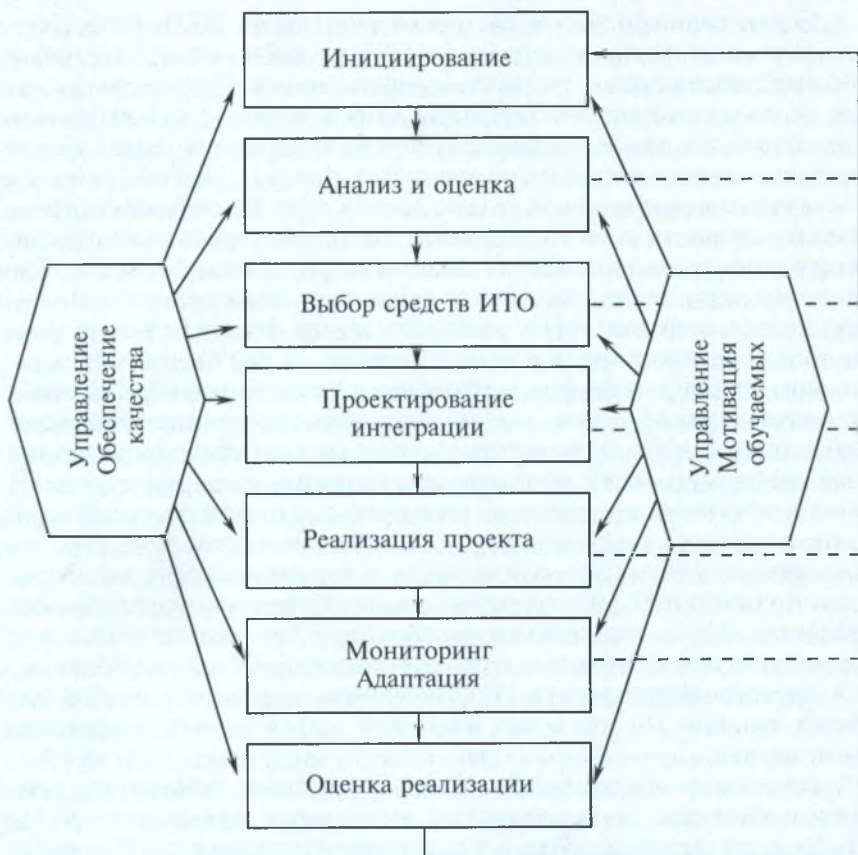 Инициирование
Анализ и оценка
Выбор средств ИТО
Проектирование
интеграции
Реализация проекта
Мониторинг
Адаптация
Оценка реализации
Управление
Обеспечение
качества
Управление
Мотивация
обучаемых